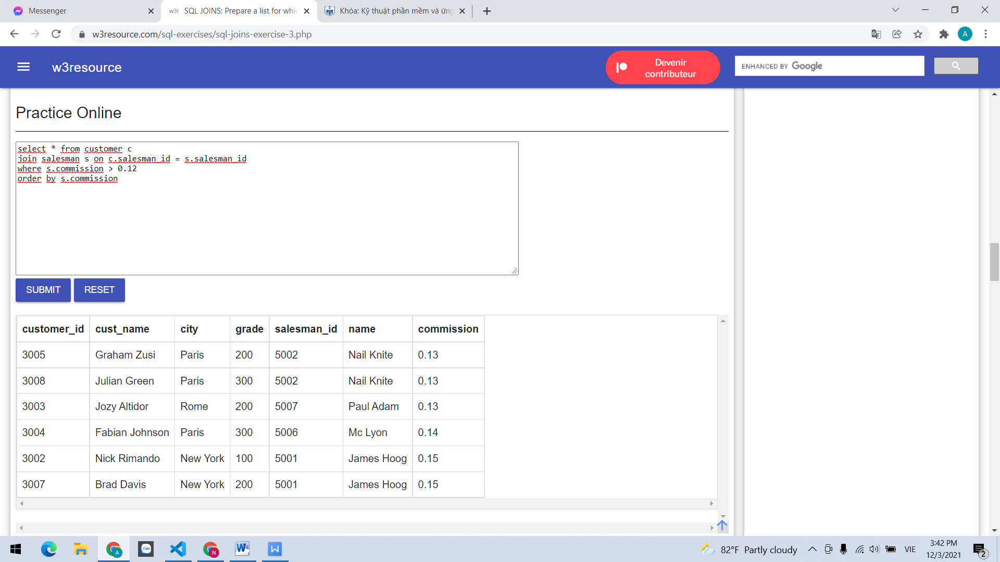 Messenger
w3r SQL JOINS: Prepare a list for whic
Khóa: Kỹ thuật phần mềm và ứng
w3resource.com/sql-exercises/sql-joins-exercise-3.php
A
w3resource
Devenir
contributeur
ENHANCED BY Google
Practice Online
select * from customer c
join salesman s on c.salesman_id = s.salesman_id
where s.commission > 0.12
order by s.commission
SUBMIT RESET
customer_id cust_name city grade salesman_id name commission
3005 Graham Zusi Paris 200 5002 Nail Knite 0.13
3008 Julian Green Paris 300 5002 Nail Knite 0.13
3003 Jozy Altidor Rome 200 5007 Paul Adam 0.13
3004 Fabian Johnson Paris 300 5006 Mc Lyon 0.14
3002 Nick Rimando New York 100 5001 James Hoog 0.15
3007 Brad Davis New York 200 5001 James Hoog 0.15
A Zalo N W W
82°F Partly cloudy VIE
3:42 PM
12/3/2021
2